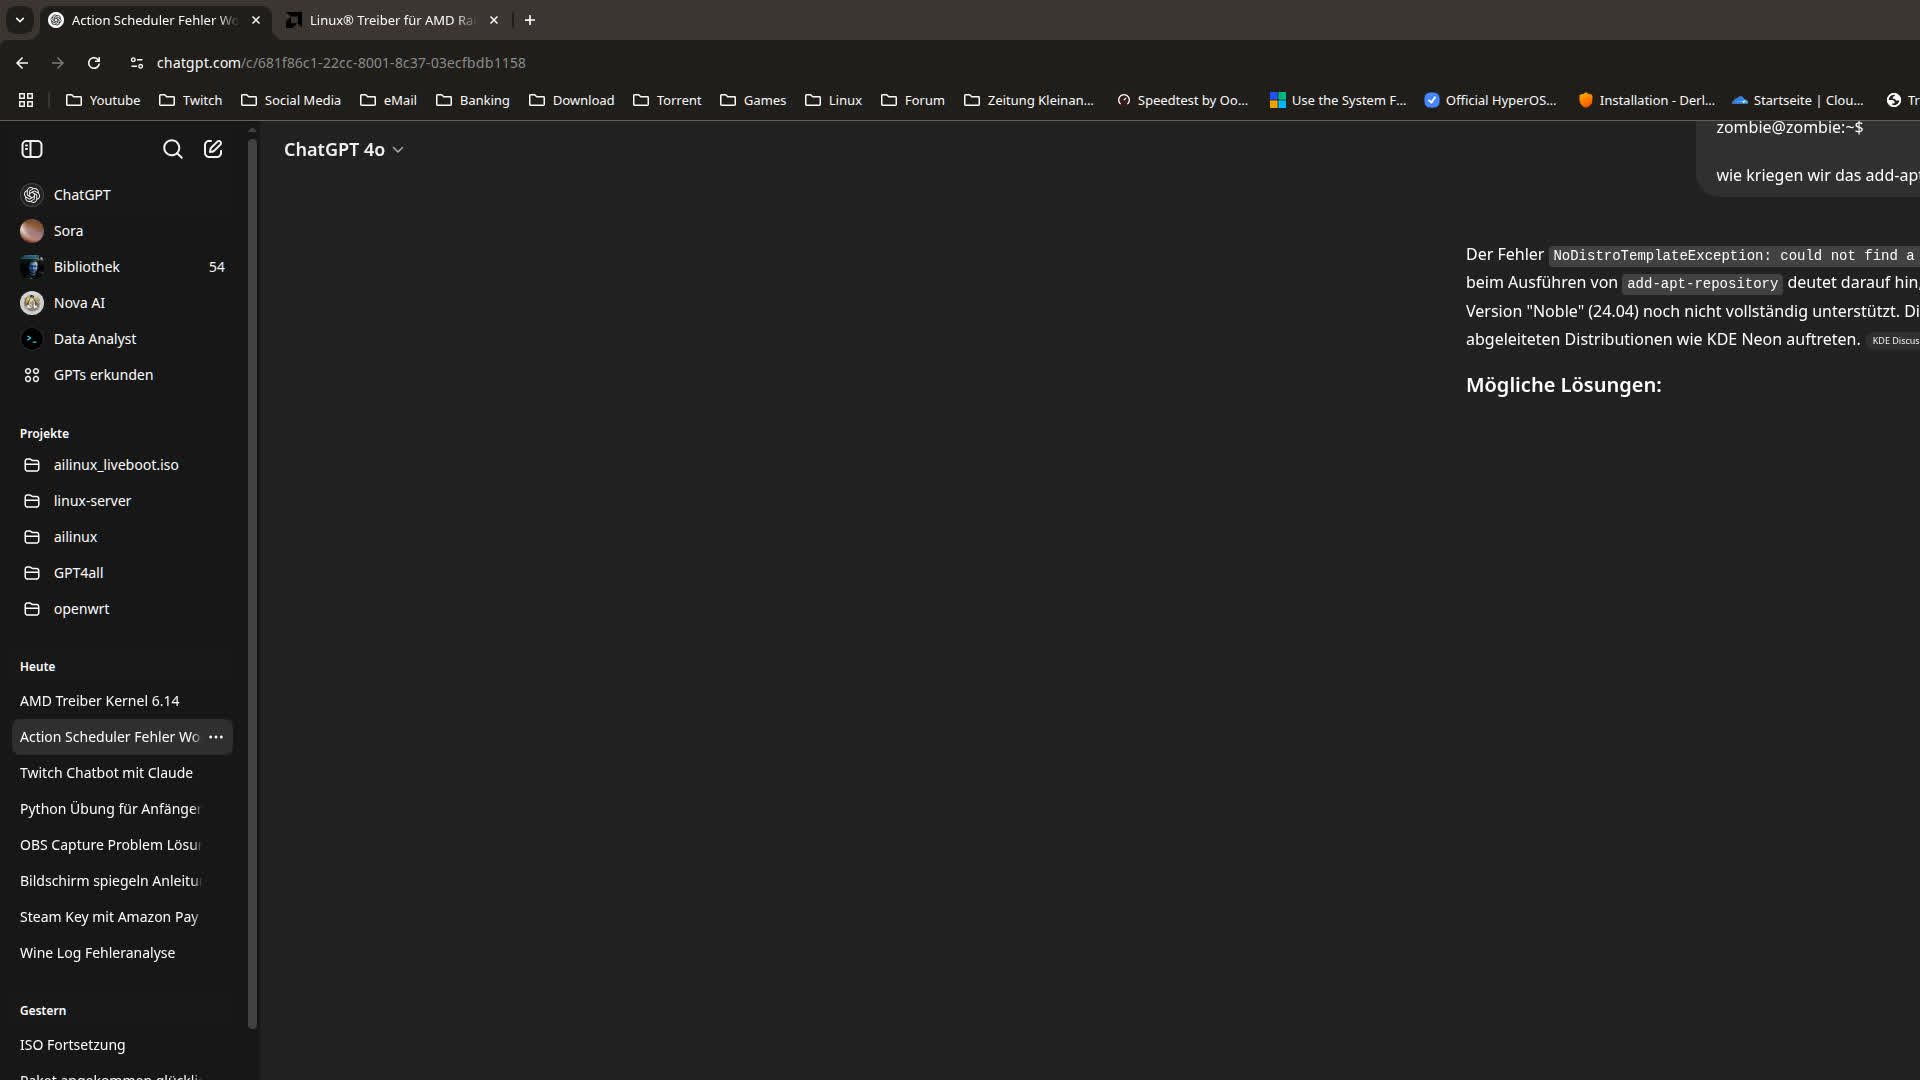 Action Scheduler Fehler Wo
Linux® Treiber für AMD Ra
chatgpt.com/c/681f86c1-22cc-8001-8c37-03ecfbdb1158
Youtube
Twitch
Social Media
eMail
Banking
Download
Torrent
Games
Linux
Forum
Zeitung Kleinan...
Speedtest by Oo...
Use the System F...
Official HyperOS...
Installation - Derl...
Startseite | Clou...
Tr
ChatGPT 4o
ChatGPT
Sora
Bibliothek 54
Nova AI
Data Analyst
GPTs erkunden
Projekte
ailinux_liveboot.iso
linux-server
ailinux
GPT4all
openwrt
Heute
AMD Treiber Kernel 6.14
Action Scheduler Fehler Wo
Twitch Chatbot mit Claude
Python Übung für Anfänger
OBS Capture Problem Lösu
Bildschirm spiegeln Anleitu
Steam Key mit Amazon Pay
Wine Log Fehleranalyse
Gestern
ISO Fortsetzung
zombie@zombie:~$
wie kriegen wir das add-apt
Der Fehler NoDistroTemplateException: could not find a
beim Ausführen von add-apt-repository deutet darauf hin,
Version "Noble" (24.04) noch nicht vollständig unterstützt. Di
abgeleiteten Distributionen wie KDE Neon auftreten. KDE Discus
Mögliche Lösungen: